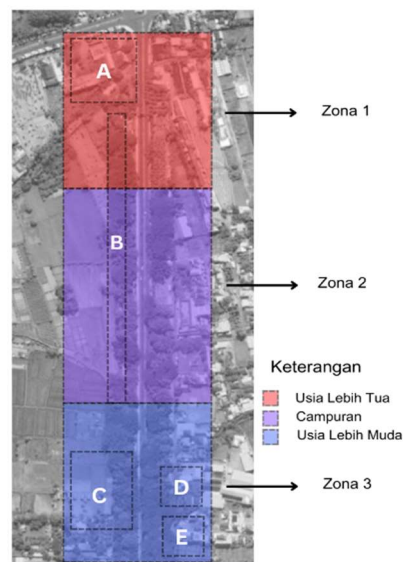 A
Zona 1
B
Zona 2
Keterangan
Usia Lebih Tua
Campuran
Usia Lebih Muda
C
D
Zona 3
E